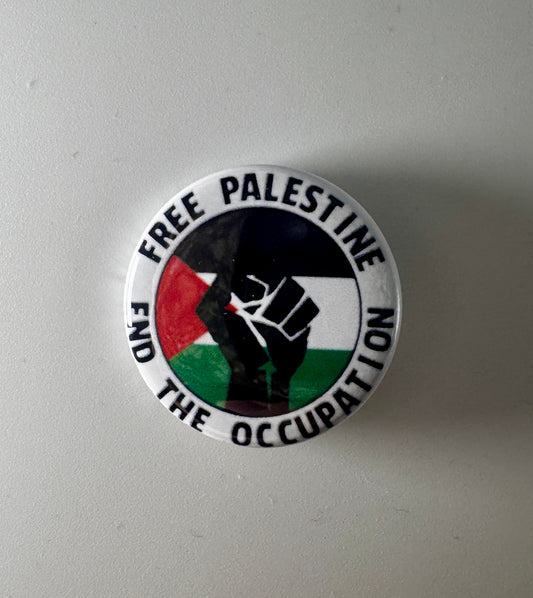 FREE PALESTINE
END THE OCCUPATION